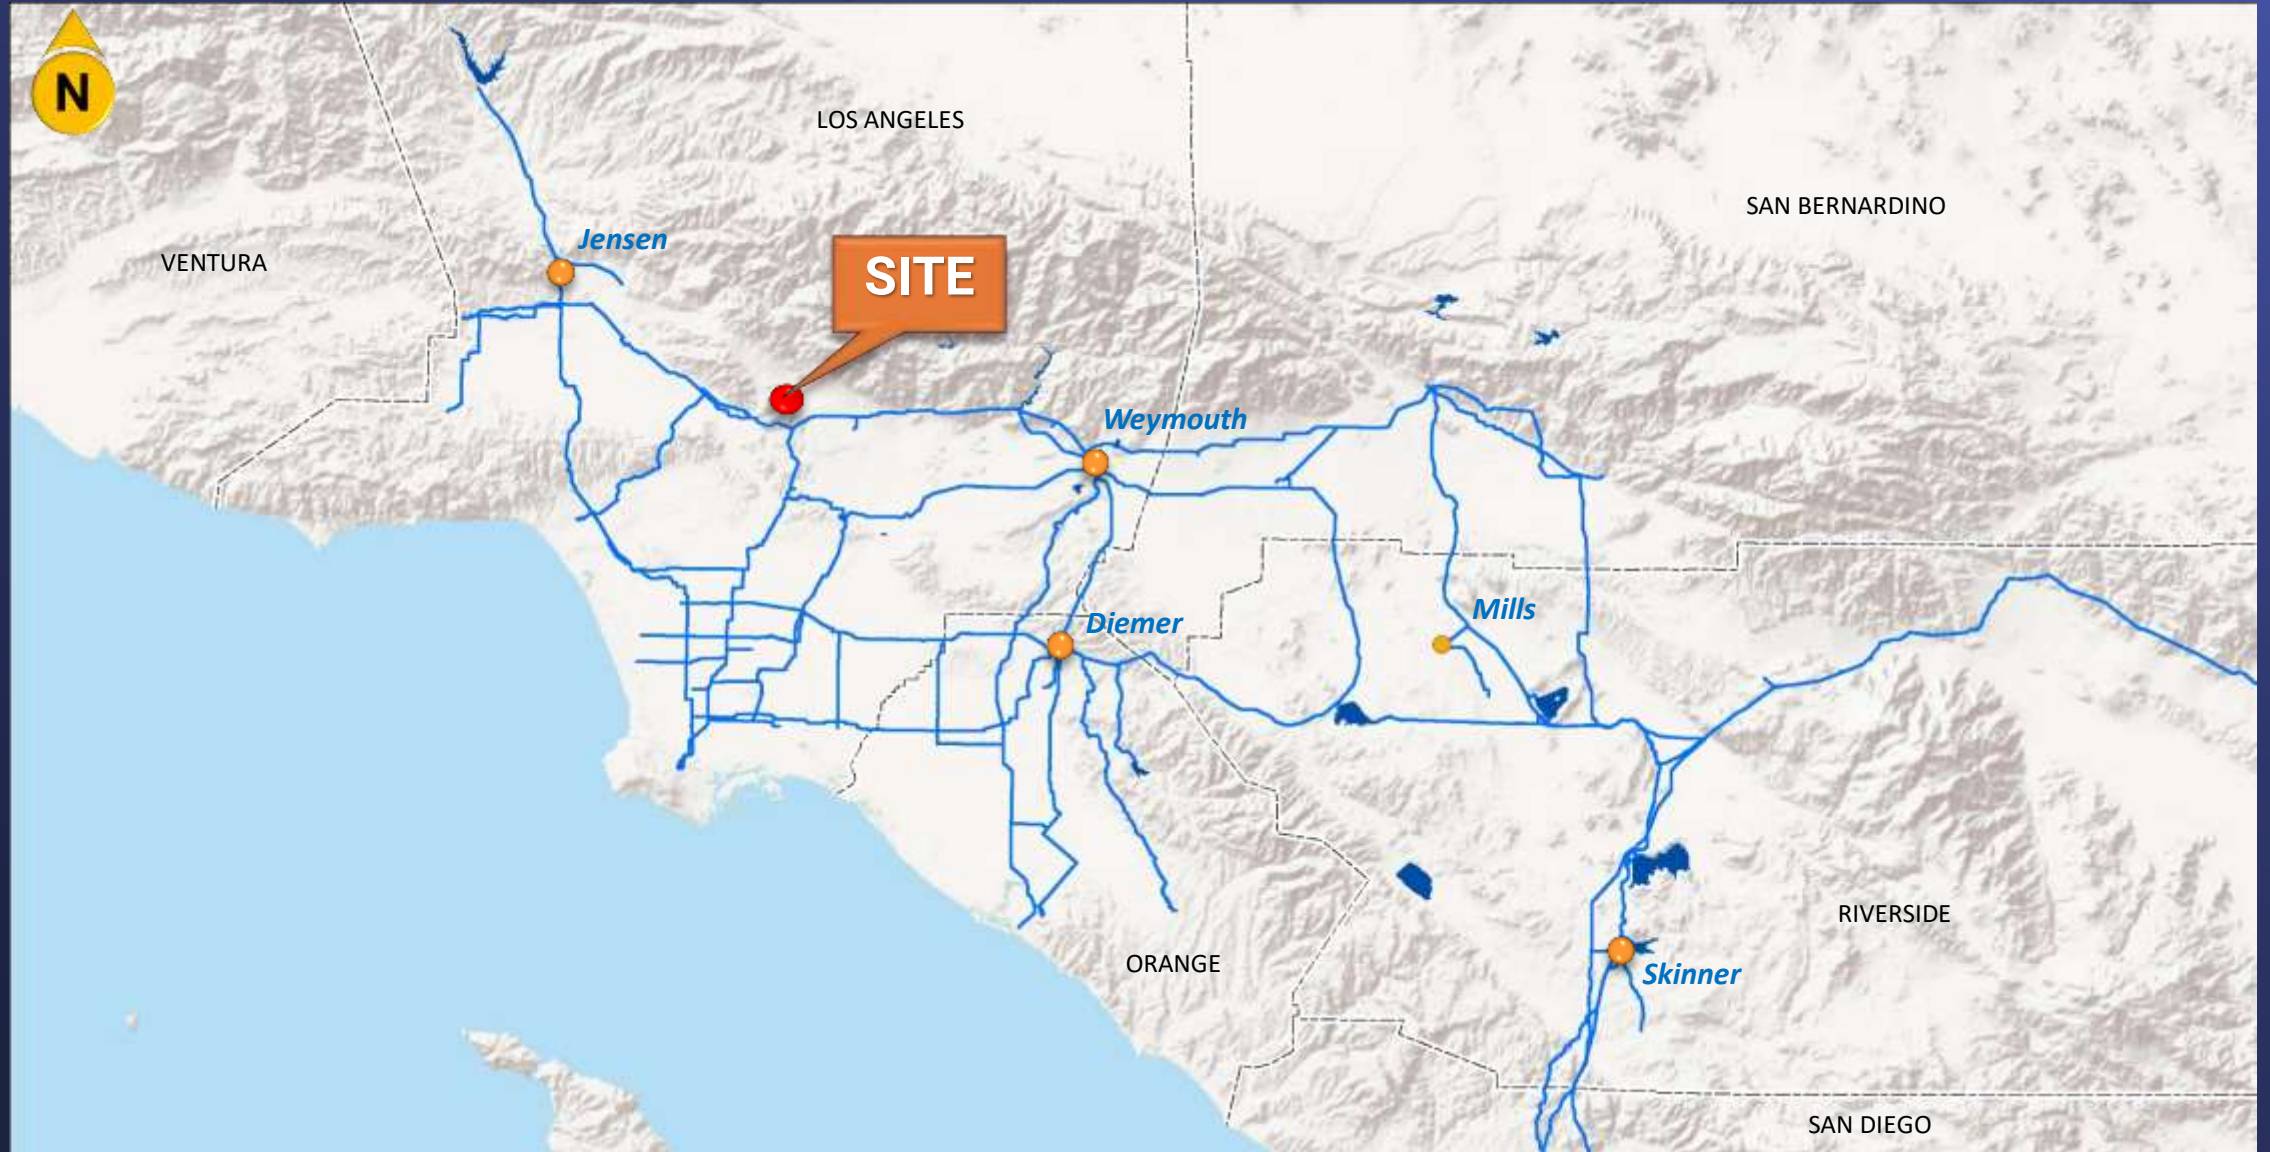 N
LOS ANGELES
SAN BERNARDINO
Jensen
VENTURA
SITE
Weymouth
Mills
Diemer
RIVERSIDE
ORANGE
Skinner
SAN DIEGO